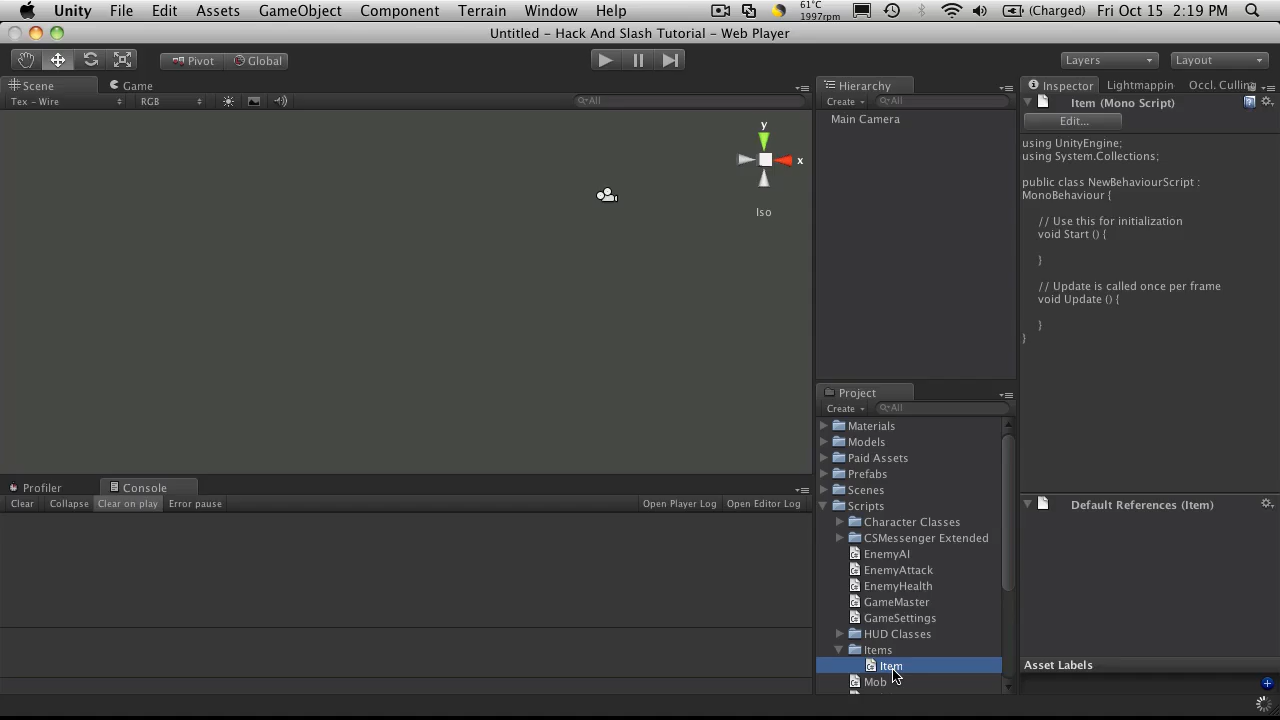 Unity File Edit Assets GameObject Component Terrain Window Help 61°C 1997rpm (Charged) Fri Oct 15 2:19 PM
Untitled – Hack And Slash Tutorial – Web Player
Pivot Global Layers Layout
Scene Game
Tex – Wire RGB All
y
x
Iso
Hierarchy
Create All
Main Camera
Inspector Lightmappin Occl. Culling
Item (Mono Script)
Edit...
using UnityEngine;
using System.Collections;
public class NewBehaviourScript :
MonoBehaviour {
// Use this for initialization
void Start () {
}
// Update is called once per frame
void Update () {
}
}
Project
Create All
Materials
Models
Paid Assets
Prefabs
Scenes
Scripts
Character Classes
CSMessenger Extended
EnemyAI
EnemyAttack
EnemyHealth
GameMaster
GameSettings
HUD Classes
Items
Item
Mob
Default References (Item)
Asset Labels
Profiler Console
Clear Collapse Clear on play Error pause Open Player Log Open Editor Log